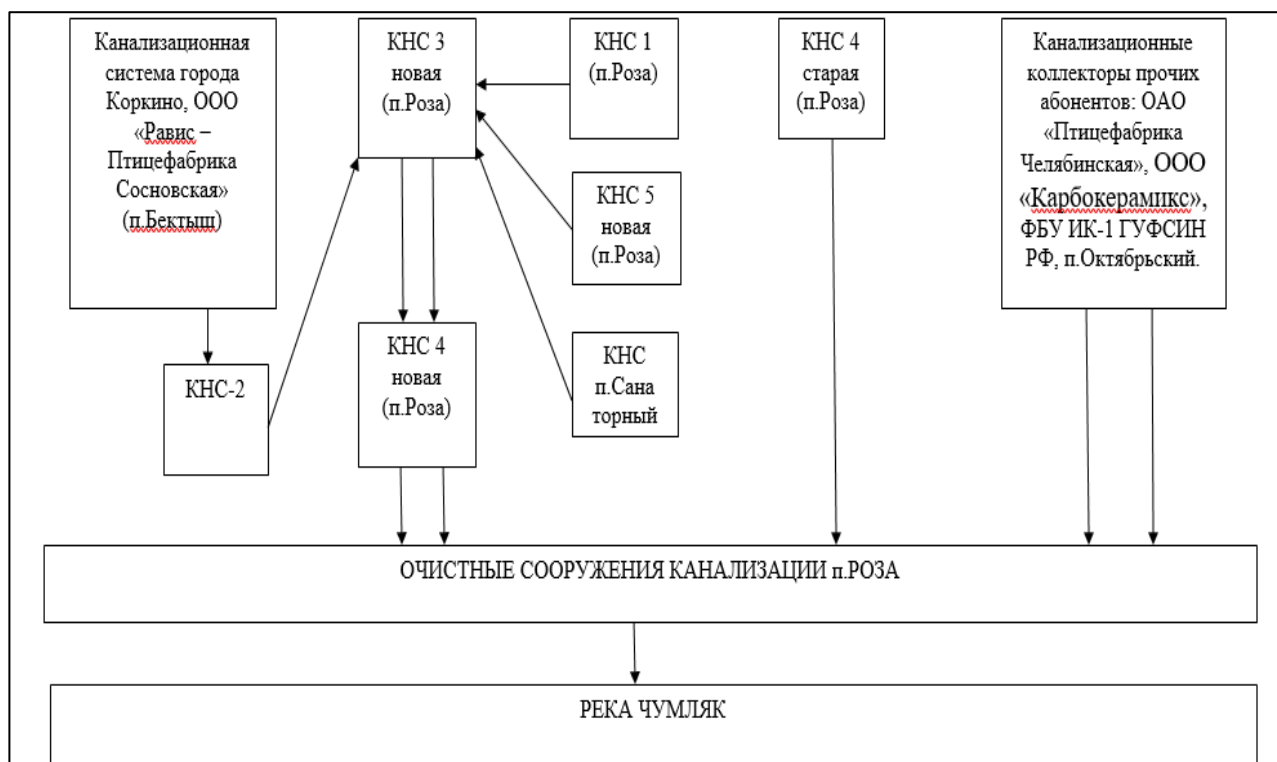 Канализационная
система города
Коркино, ООО
«Равис –
Птицефабрика
Сосновская»
(п.Бектыш)
КНС 3
новая
(п.Роза)
КНС 1
(п.Роза)
КНС 4
старая
(п.Роза)
Канализационные
коллекторы прочих
абонентов: ОАО
«Птицефабрика
Челябинская», ООО
«Карбокерамикс»,
ФБУ ИК-1 ГУФСИН
РФ, п.Октябрьский.
КНС 5
новая
(п.Роза)
КНС-2
КНС 4
новая
(п.Роза)
КНС
п.Сана
торный
ОЧИСТНЫЕ СООРУЖЕНИЯ КАНАЛИЗАЦИИ п.РОЗА
РЕКА ЧУМЛЯК